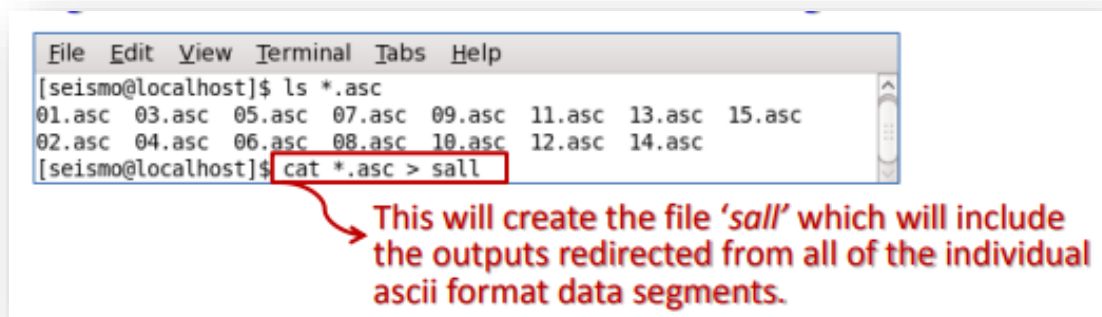 File Edit View Terminal Tabs Help
[seismo@localhost]$ ls *.asc
01.asc 03.asc 05.asc 07.asc 09.asc 11.asc 13.asc 15.asc
02.asc 04.asc 06.asc 08.asc 10.asc 12.asc 14.asc
[seismo@localhost]$ cat *.asc > sall
This will create the file ‘sall’ which will include
the outputs redirected from all of the individual
ascii format data segments.